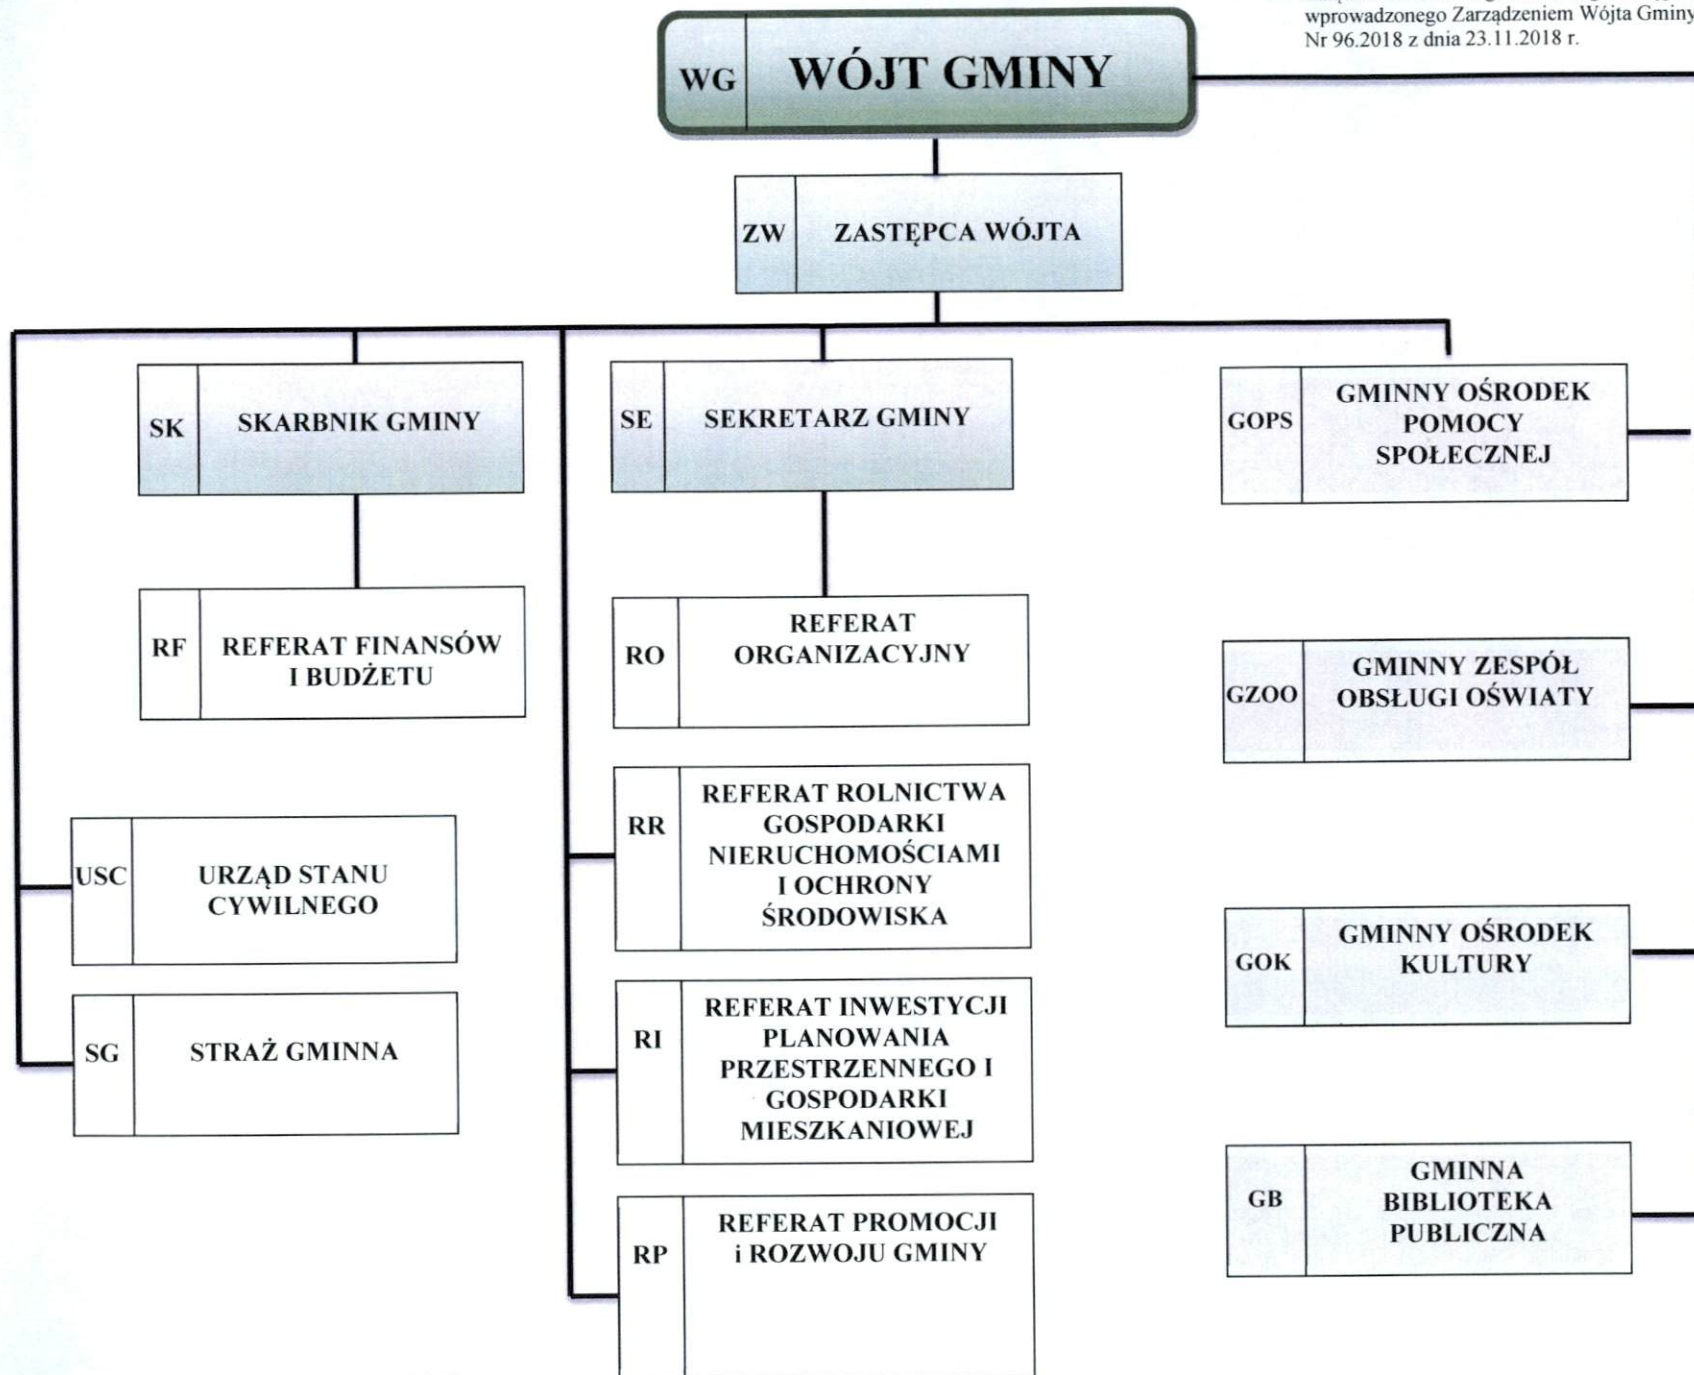 wprowadzonego Zarządzeniem Wójta Gminy
Nr 96.2018 z dnia 23.11.2018 r.
WG
WÓJT GMINY
ZW
ZASTĘPCA WÓJTA
SK
SKARBNIK GMINY
SE
SEKRETARZ GMINY
GOPS
GMINNY OŚRODEK
POMOCY
SPOŁECZNEJ
RF
REFERAT FINANSÓW
I BUDŻETU
RO
REFERAT
ORGANIZACYJNY
GZOO
GMINNY ZESPÓŁ
OBSŁUGI OŚWIATY
USC
URZĄD STANU
CYWILNEGO
RR
REFERAT ROLNICTWA
GOSPODARKI
NIERUCHOMOŚCIAMI
I OCHRONY
ŚRODOWISKA
GOK
GMINNY OŚRODEK
KULTURY
SG
STRAŻ GMINNA
RI
REFERAT INWESTYCJI
PLANOWANIA
PRZESTRZENNEGO I
GOSPODARKI
MIESZKANIOWEJ
GB
GMINNA
BIBLIOTEKA
PUBLICZNA
RP
REFERAT PROMOCJI
i ROZWOJU GMINY